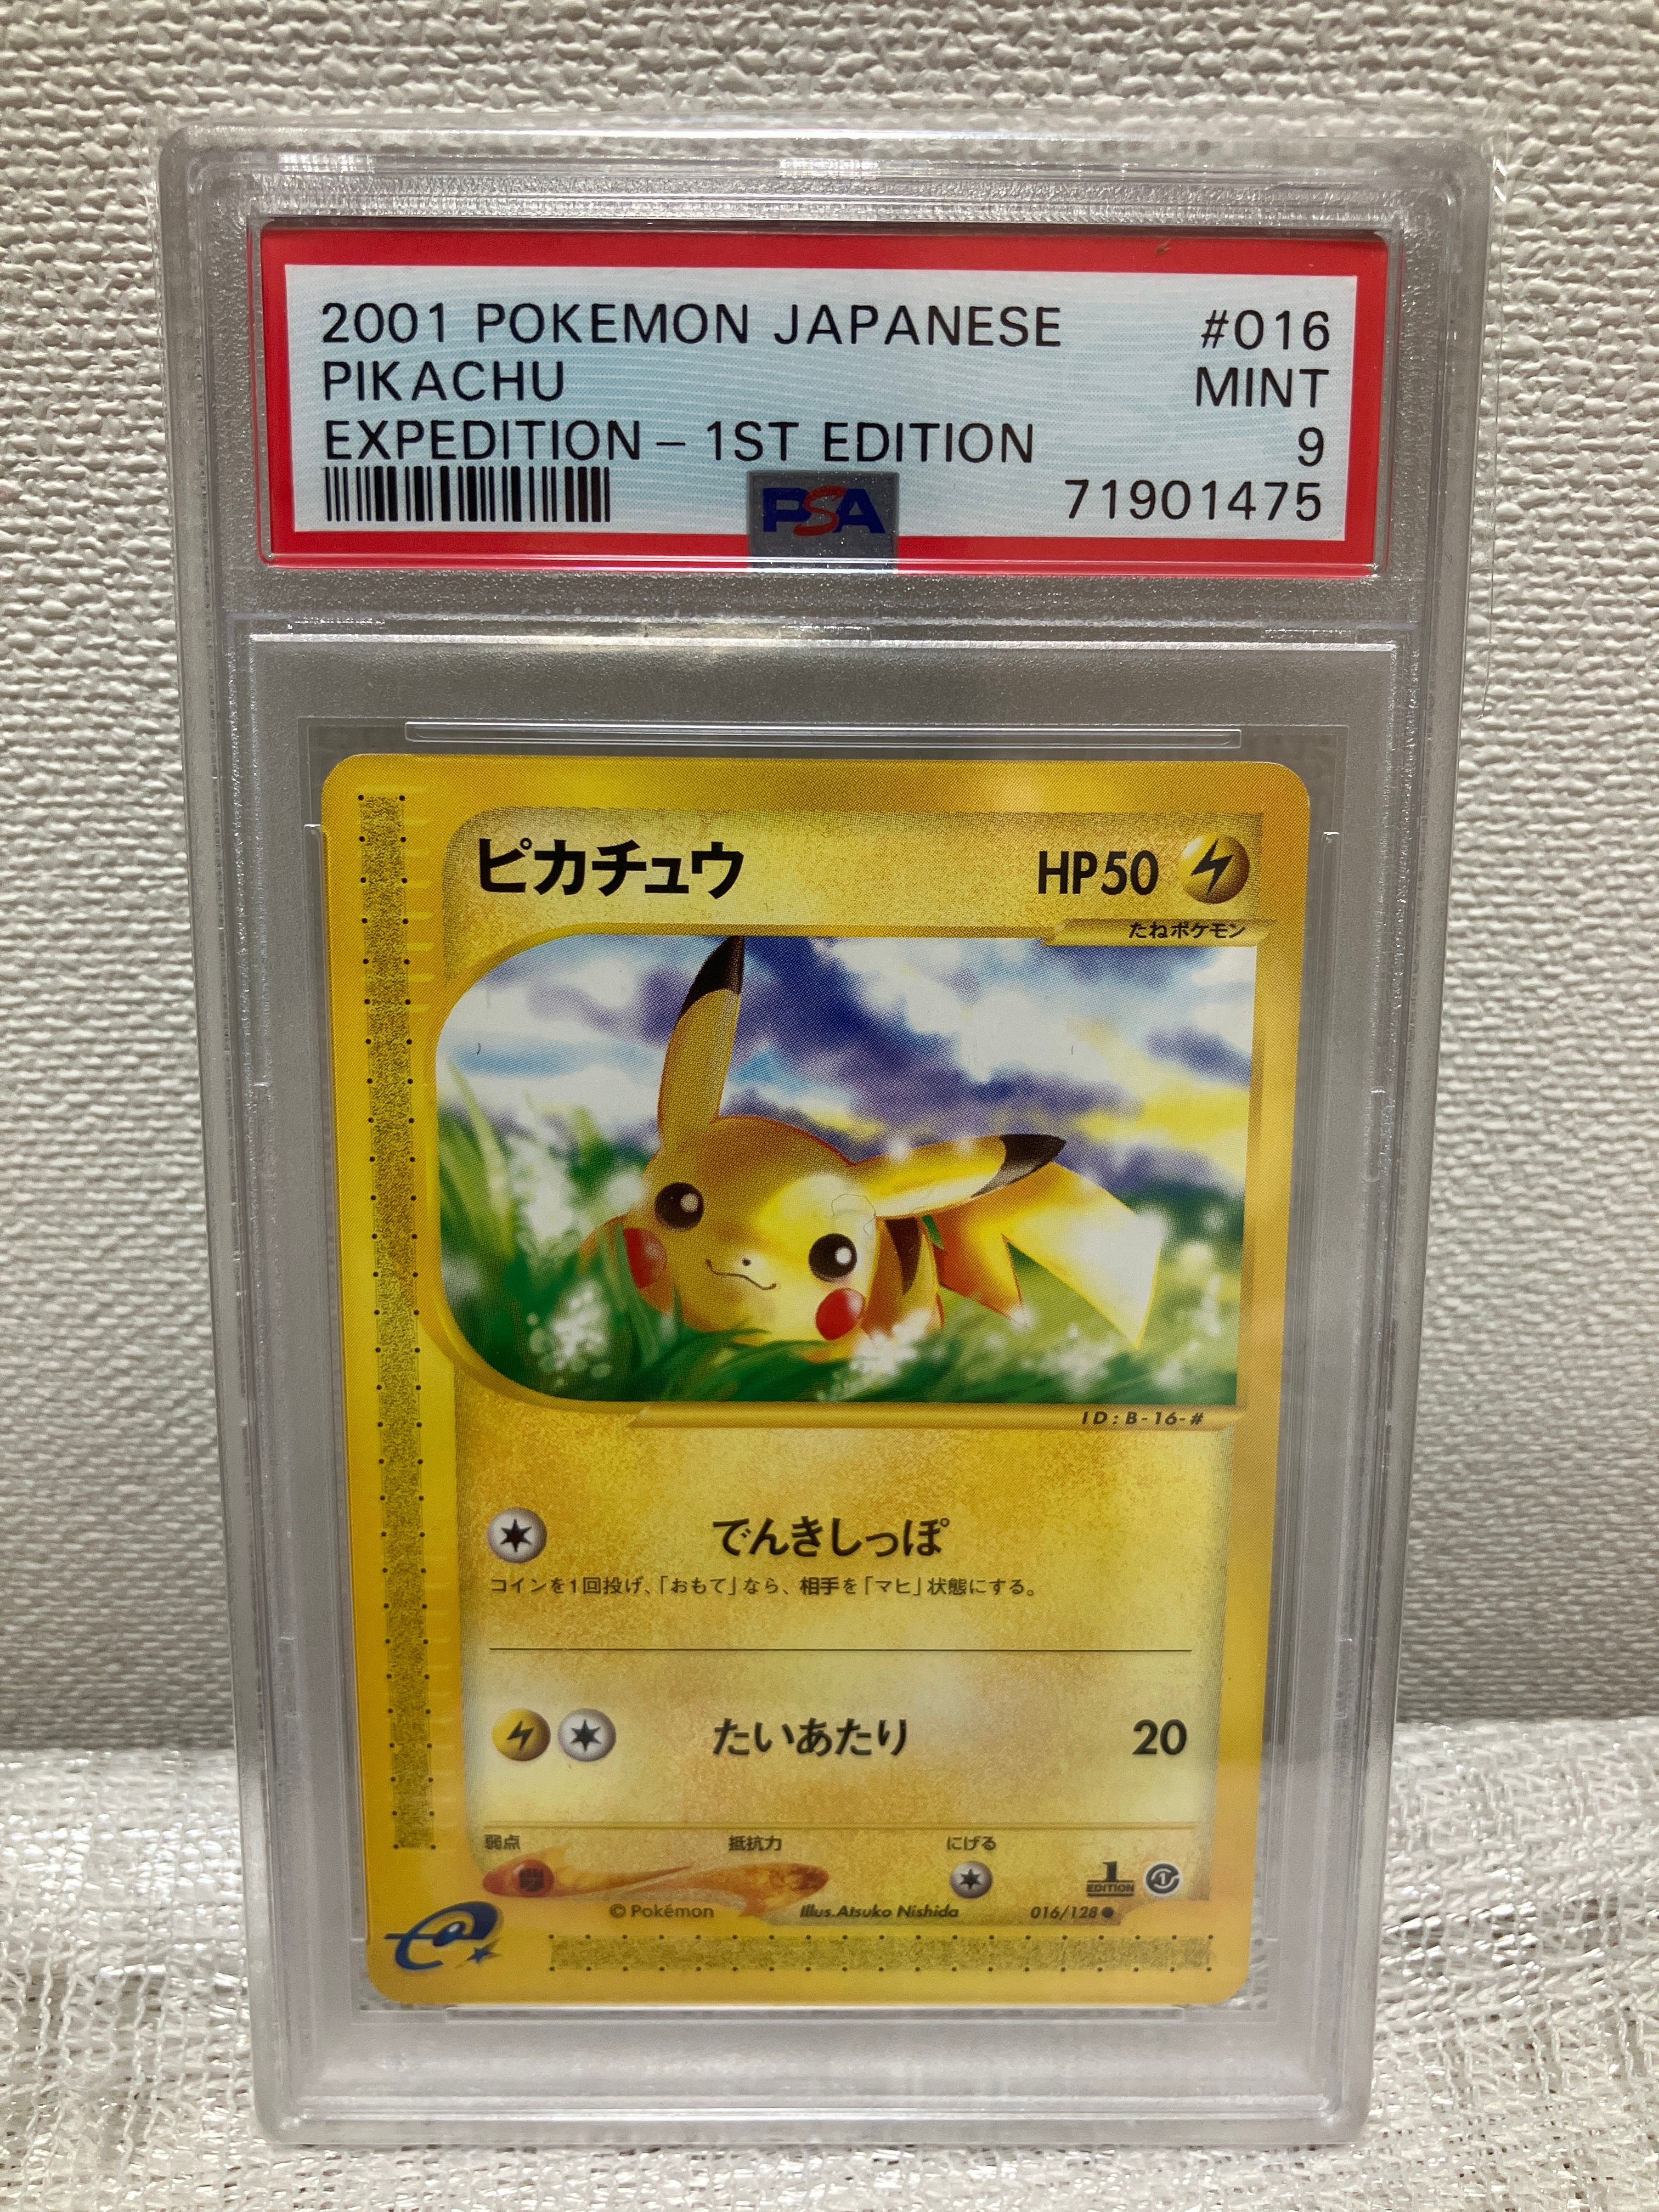 2001 POKEMON JAPANESE #016
PIKACHU MINT
EXPEDITION – 1ST EDITION 9
PSA 71901475
ピカチュウ HP50
たねポケモン
ID:B-16-#
でんきしっぽ
コインを1回投げ、「おもて」なら、相手を「マヒ」状態にする。
たいあたり 20
弱点 抵抗力 にげる
1 EDITION
©Pokémon Illus.Atsuko Nishida 016/128
e